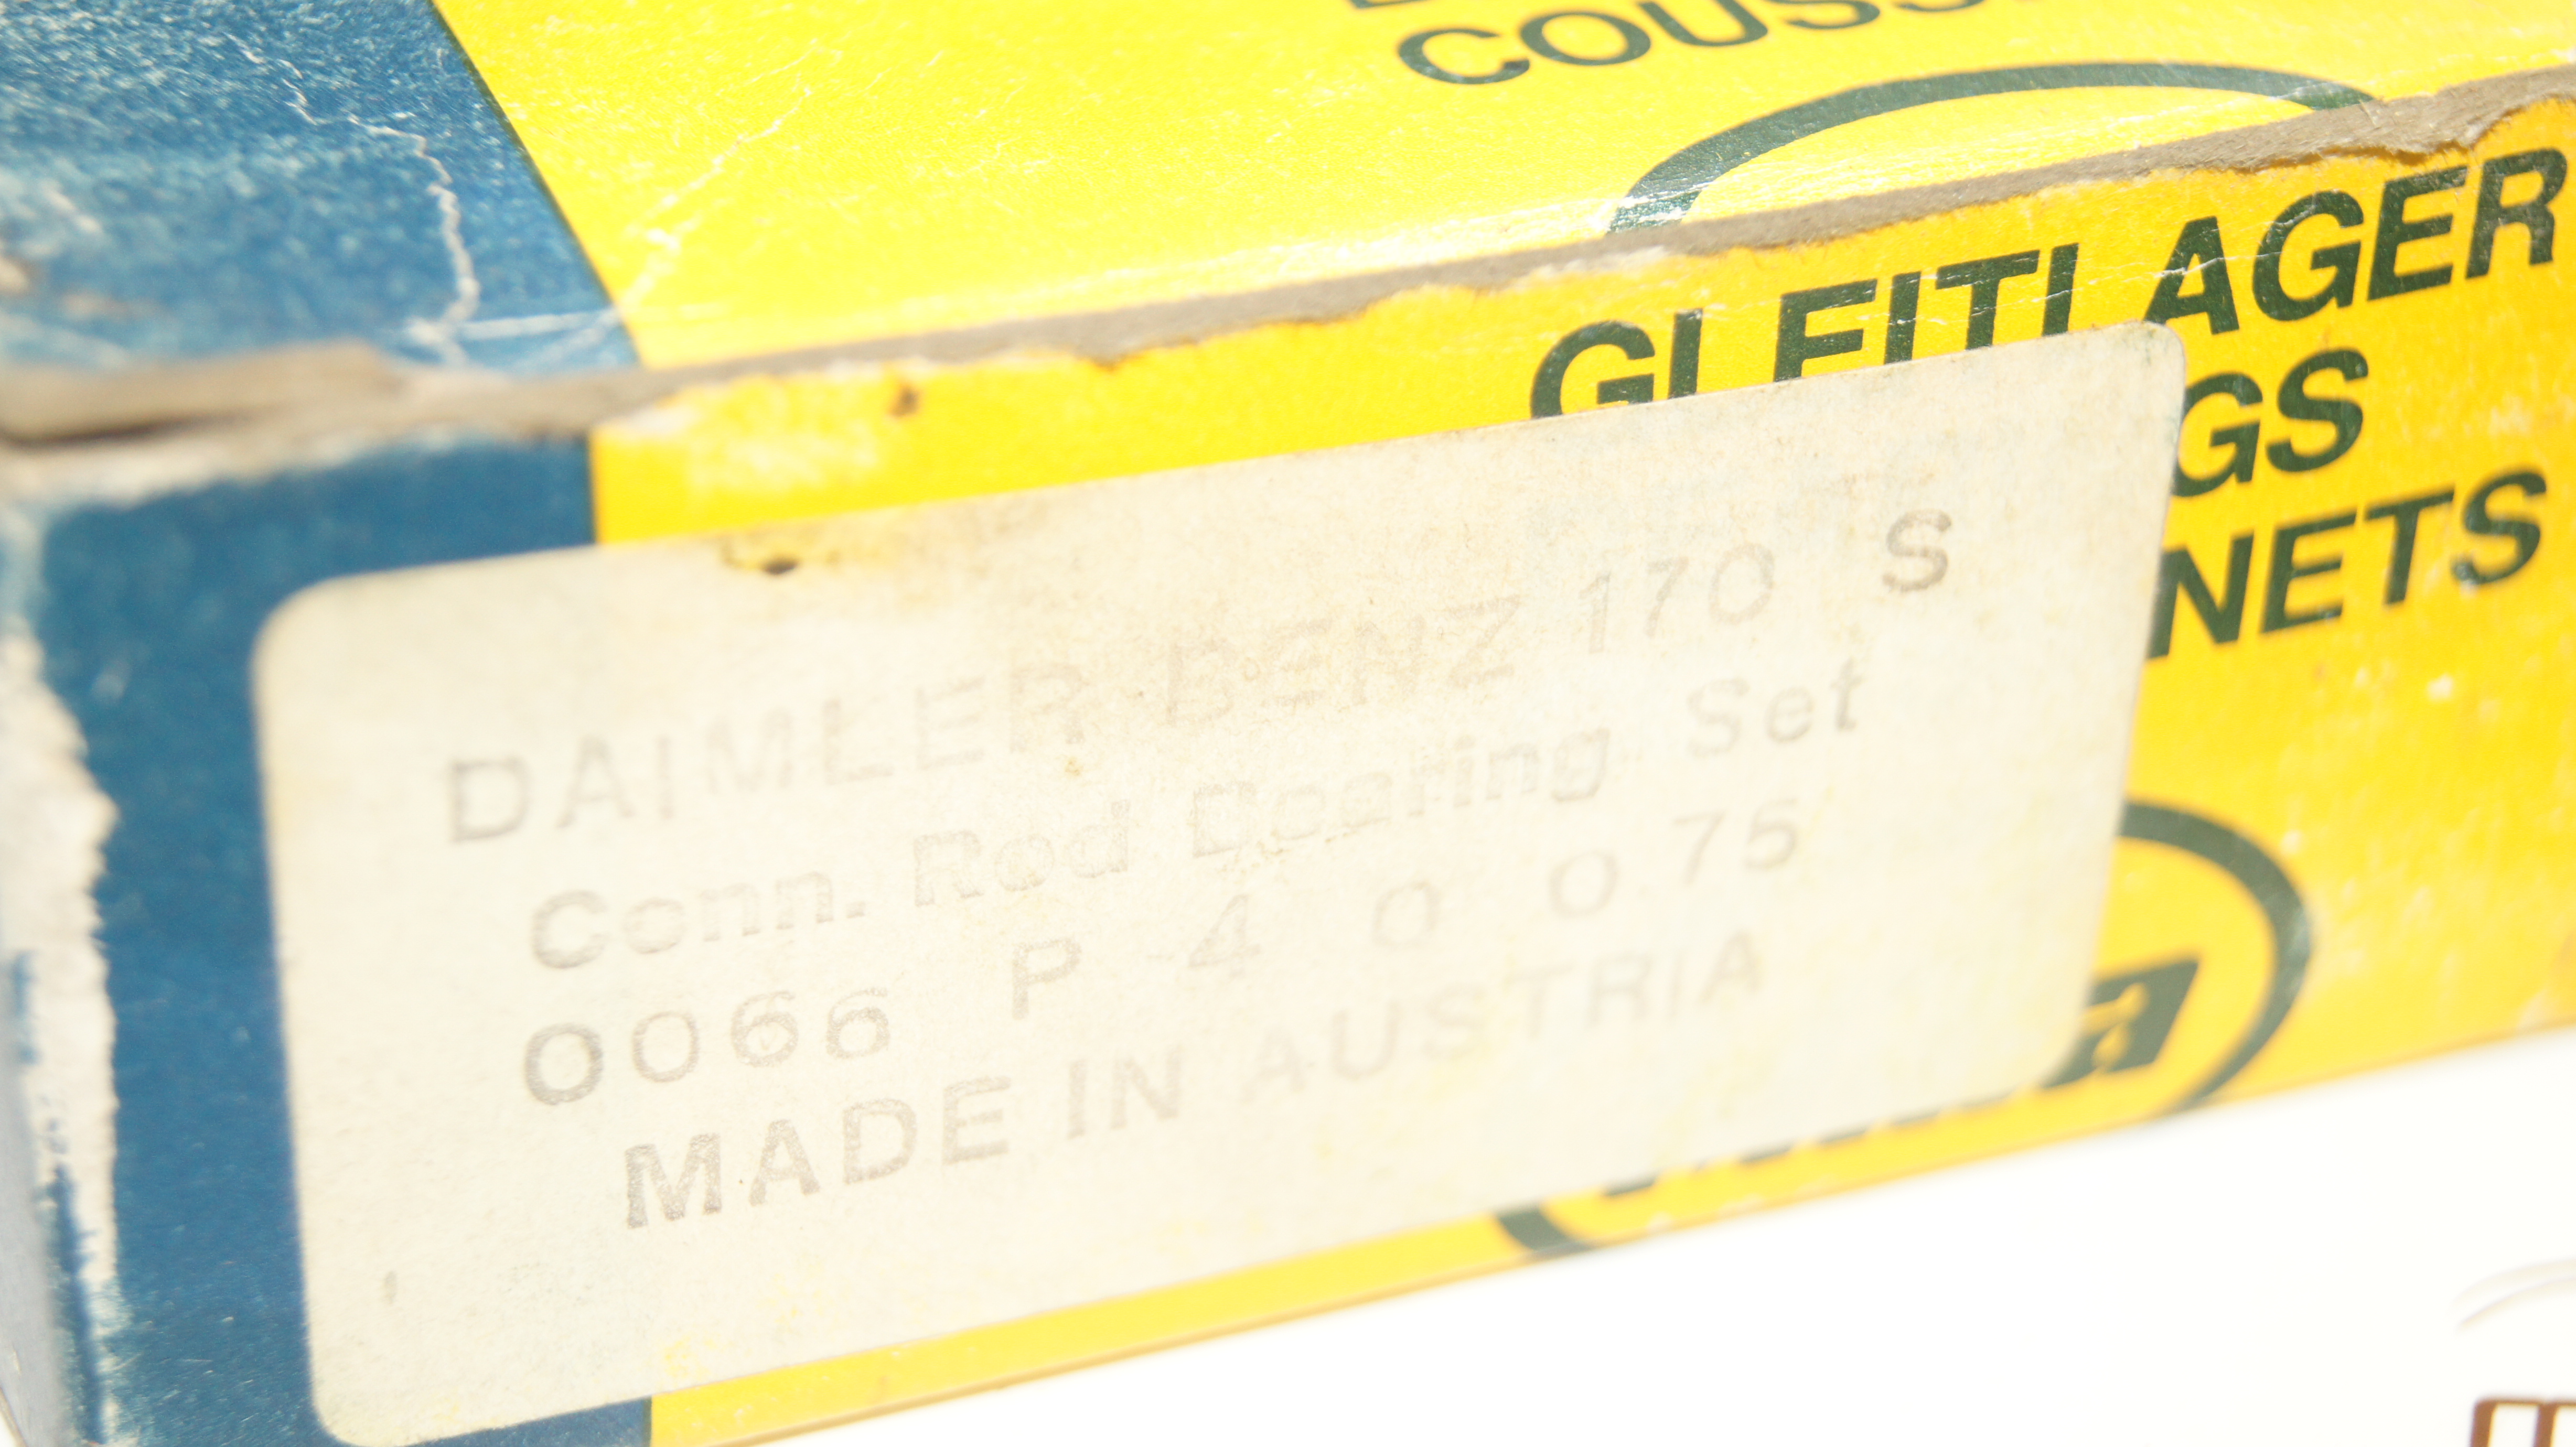 COUSS
GLEITLAGER
GS
NETS
DAIMLER BENZ 170 S
Conn. Rod Bearing Set
0066 P 4 0 0.75
MADE IN AUSTRIA
a